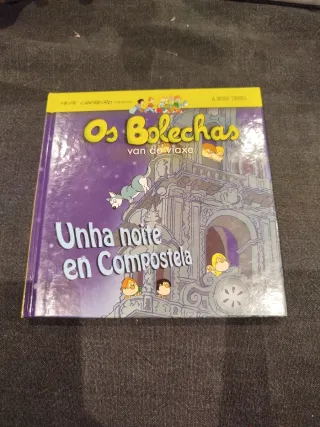 Os Bolechas
van de viaxe
Unha noite
en Compostela